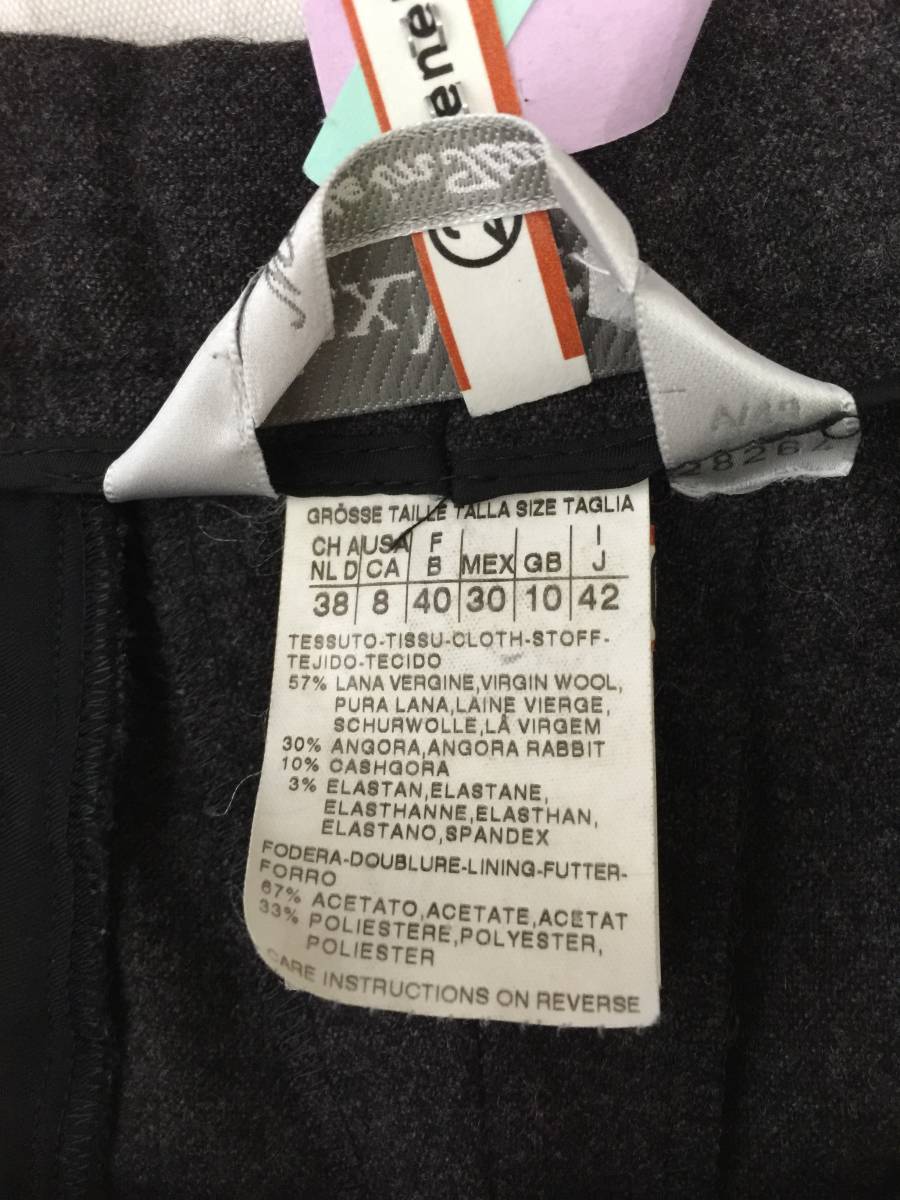 ane
GRÖSSE TAILLE TALLA SIZE TAGLIA
CH A USA F I
NL D CA B MEX GB J
38 8 40 30 10 42
TESSUTO-TISSU-CLOTH-STOFF-
TEJIDO-TECIDO
57% LANA VERGINE,VIRGIN WOOL,
PURA LANA,LAINE VIERGE,
SCHURWOLLE,LÃ VIRGEM
30% ANGORA,ANGORA RABBIT
10% CASHGORA
3% ELASTAN,ELASTANE,
ELASTHANNE,ELASTHAN,
ELASTANO,SPANDEX
FODERA-DOUBLURE-LINING-FUTTER-
FORRO
67% ACETATO,ACETATE,ACETAT
33% POLIESTERE,POLYESTER,
POLIESTER
CARE INSTRUCTIONS ON REVERSE